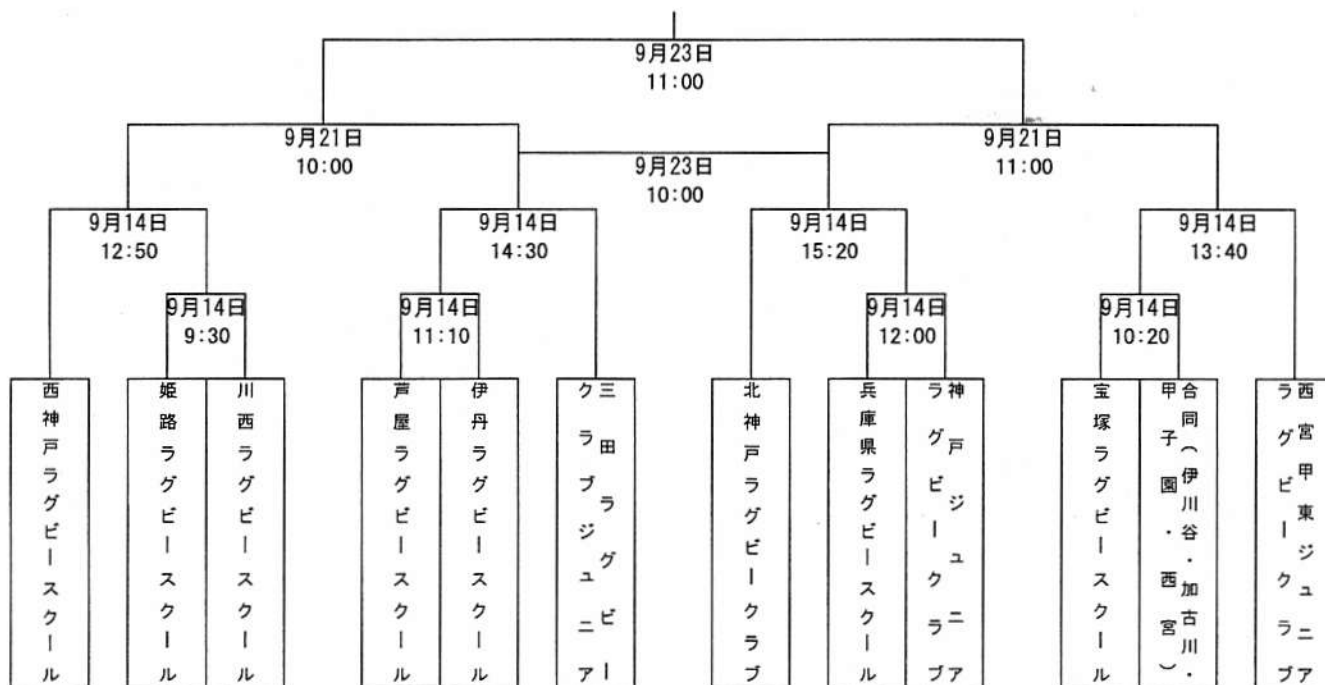 9月23日
11:00
9月21日
10:00
9月23日
10:00
9月21日
11:00
9月14日
12:50
9月14日
14:30
9月14日
15:20
9月14日
13:40
9月14日
9:30
9月14日
11:10
9月14日
12:00
9月14日
10:20
西神戸ラグビースクール
姫路ラグビースクール
川西ラグビースクール
芦屋ラグビースクール
伊丹ラグビースクール
三田ラグビー
クラブジュニア
北神戸ラグビークラブ
兵庫県ラグビースクール
神戸ジュニア
ラグビークラブ
宝塚ラグビースクール
合同(伊川谷・加古川・
甲子園・西宮)
西宮甲東ジュニア
ラグビークラブ